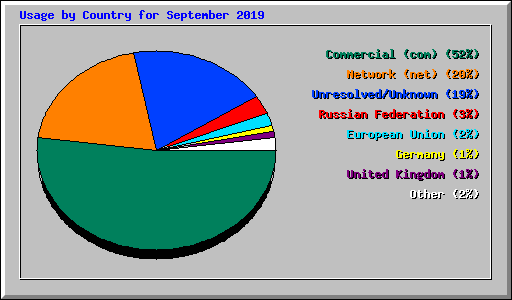 Usage by Country for September 2019
Commercial (com) (52%)
Network (net) (20%)
Unresolved/Unknown (19%)
Russian Federation (3%)
European Union (2%)
Germany (1%)
United Kingdom (1%)
Other (2%)